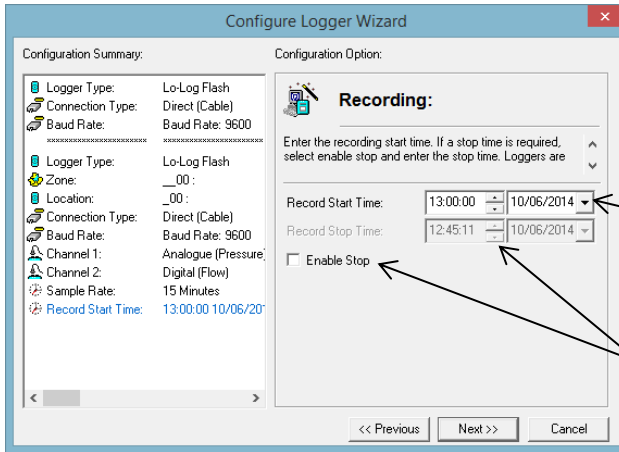 Configure Logger Wizard
Configuration Summary:
Logger Type: Lo-Log Flash
Connection Type: Direct (Cable)
Baud Rate: Baud Rate: 9600
******************** ********************
Logger Type: Lo-Log Flash
Zone: __00 :
Location: _00 :
Connection Type: Direct (Cable)
Baud Rate: Baud Rate: 9600
Channel 1: Analogue (Pressure)
Channel 2: Digital (Flow)
Sample Rate: 15 Minutes
Record Start Time: 13:00:00 10/06/201
Configuration Option:
Recording:
Enter the recording start time. If a stop time is required,
select enable stop and enter the stop time. Loggers are
Record Start Time: 13:00:00 10/06/2014
Record Stop Time: 12:45:11 10/06/2014
Enable Stop
<< Previous Next >> Cancel